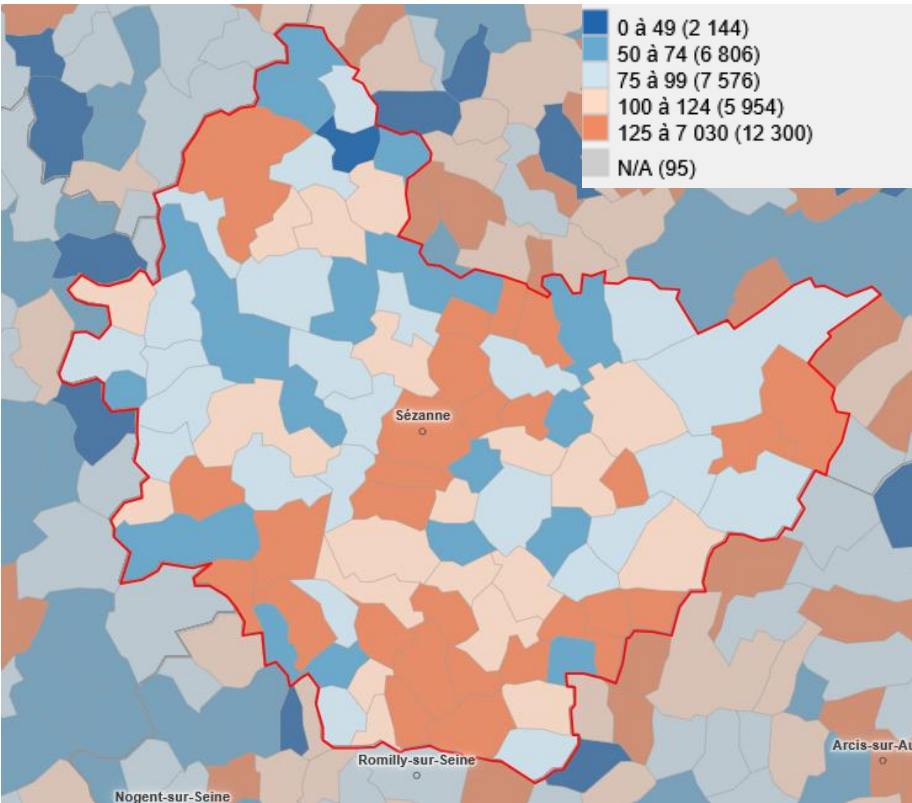 0 à 49 (2 144)
50 à 74 (6 806)
75 à 99 (7 576)
100 à 124 (5 954)
125 à 7 030 (12 300)
N/A (95)
Sézanne
Arcis-sur-Au
Romilly-sur-Seine
Nogent-sur-Seine